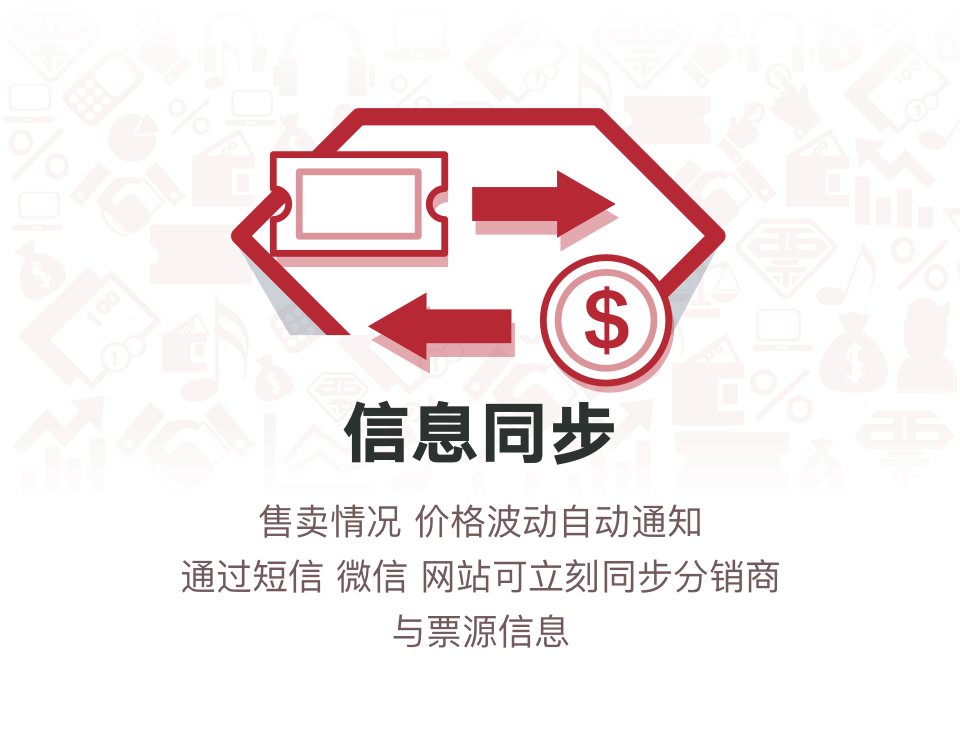 $
信息同步
售卖情况 价格波动自动通知
通过短信 微信 网站可立刻同步分销商
与票源信息